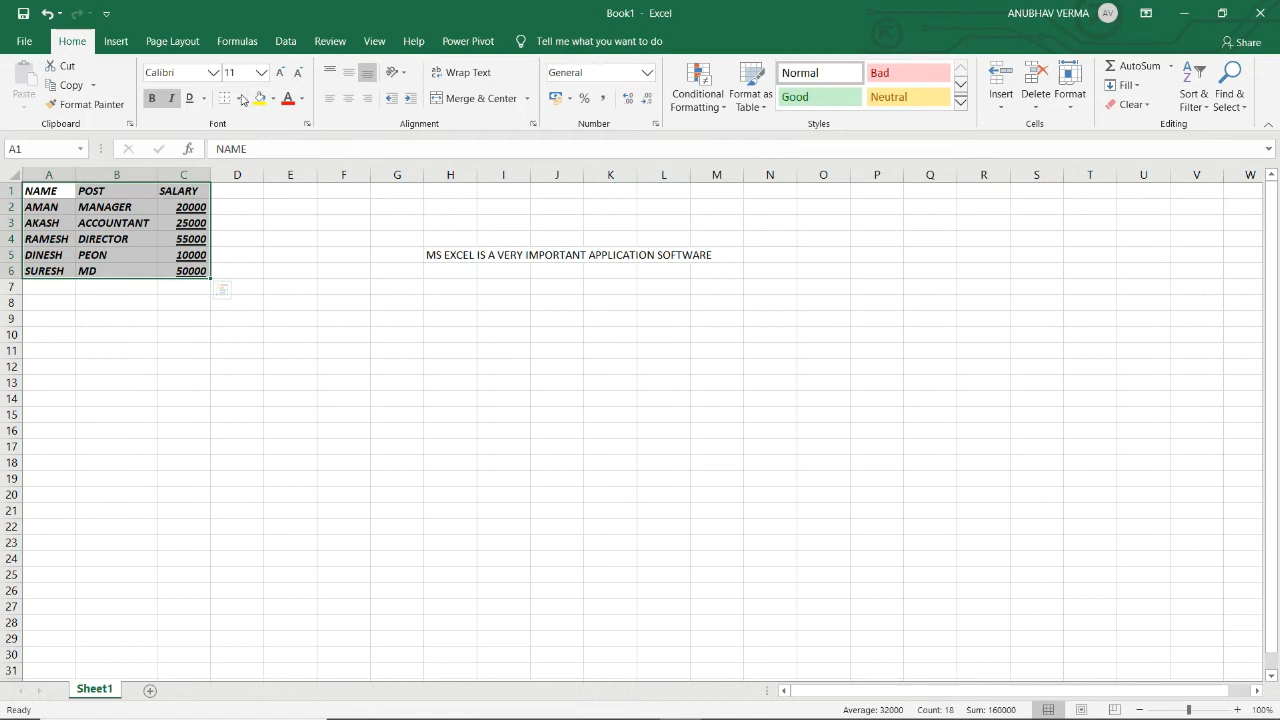 Book1 - Excel
ANUBHAV VERMA AV
File Home Insert Page Layout Formulas Data Review View Help Power Pivot Tell me what you want to do Share
Paste
Cut
Copy
Format Painter
Clipboard
Calibri 11
B I D
A
Font
Wrap Text
Merge & Center
Alignment
General
% ,
Number
Conditional Formatting
Format as Table
Normal Bad
Good Neutral
Styles
Insert Delete Format
Cells
AutoSum
Fill
Clear
Sort & Filter
Find & Select
Editing
A1 fx NAME
A B C D E F G H I J K L M N O P Q R S T U V W
1 NAME POST SALARY
2 AMAN MANAGER 20000
3 AKASH ACCOUNTANT 25000
4 RAMESH DIRECTOR 55000
5 DINESH PEON 10000 MS EXCEL IS A VERY IMPORTANT APPLICATION SOFTWARE
6 SURESH MD 50000
7
8
9
10
11
12
13
14
15
16
17
18
19
20
21
22
23
24
25
26
27
28
29
30
31
Sheet1
Ready Average: 32000 Count: 18 Sum: 160000 100%